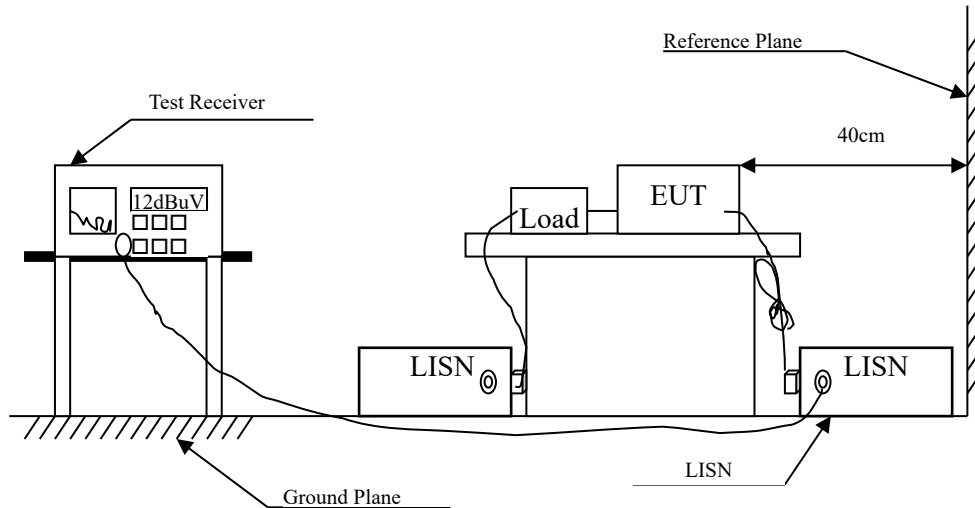 Reference Plane
Test Receiver
40cm
12dBuV
EUT
Load
LISN
LISN
LISN
Ground Plane